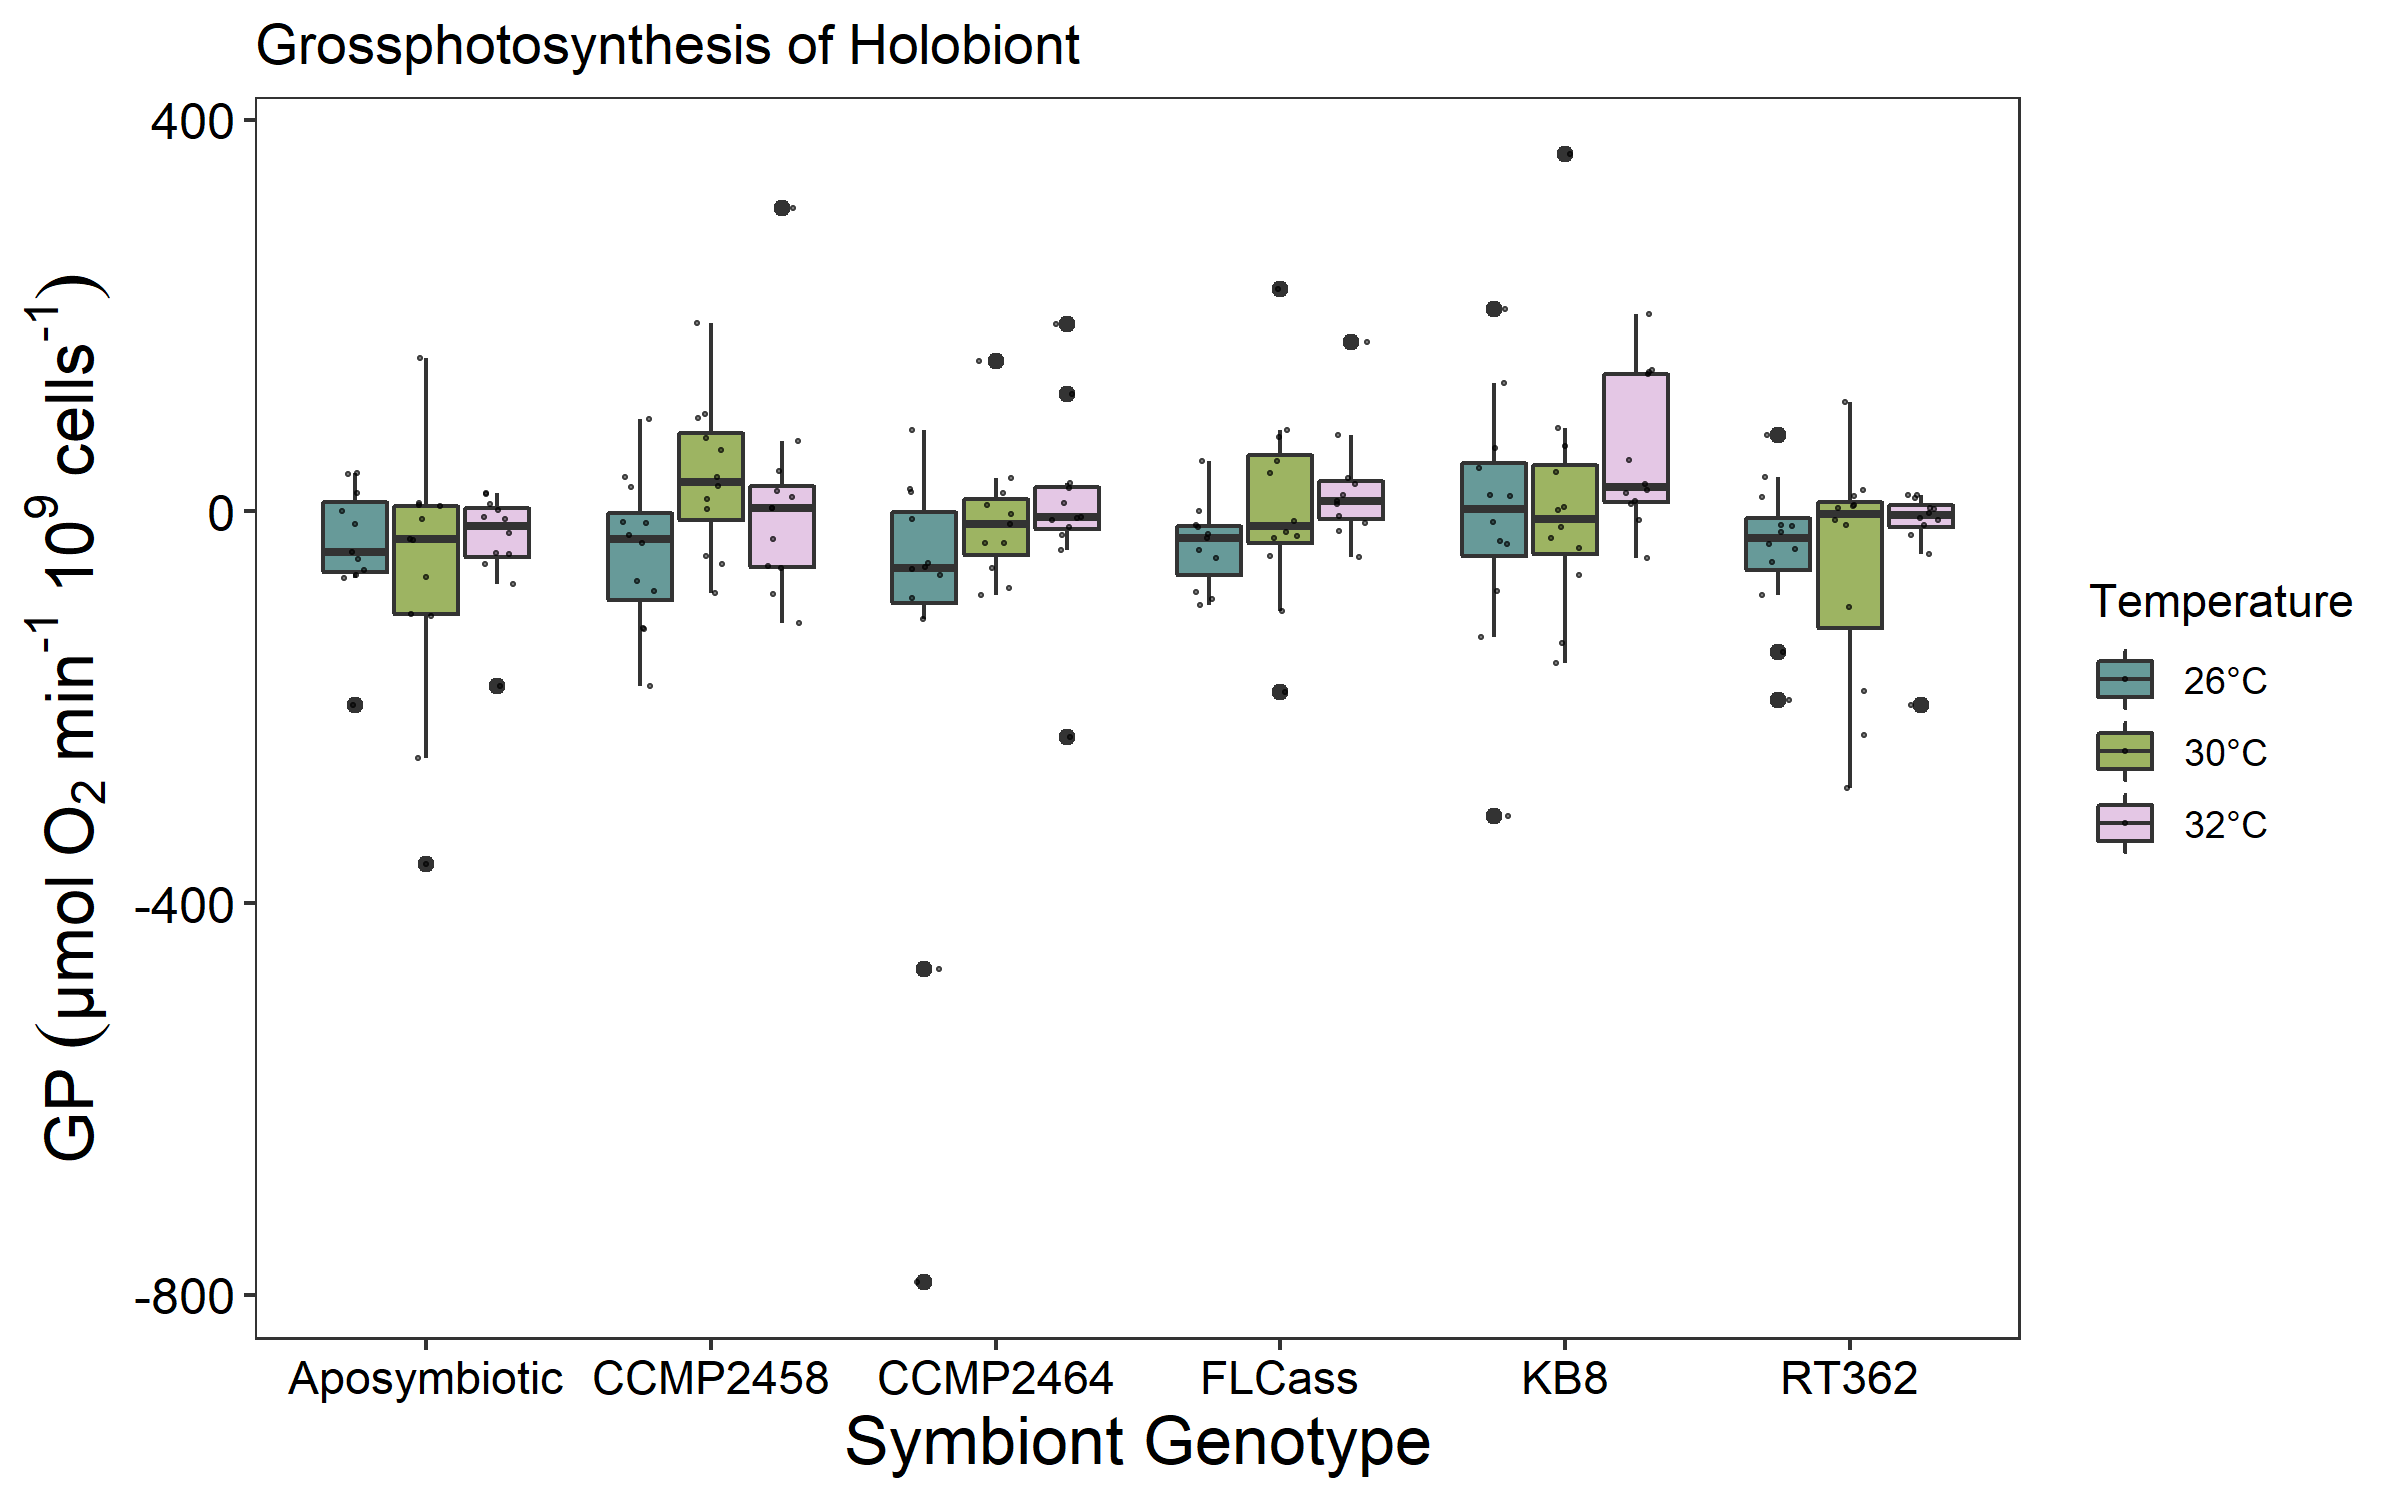 Grossphotosynthesis of Holobiont
GP (μmol O₂ min⁻¹ 10⁹ cells⁻¹)
400
0
-400
-800
Aposymbiotic CCMP2458 CCMP2464 FLCass KB8 RT362
Symbiont Genotype
Temperature
26°C
30°C
32°C